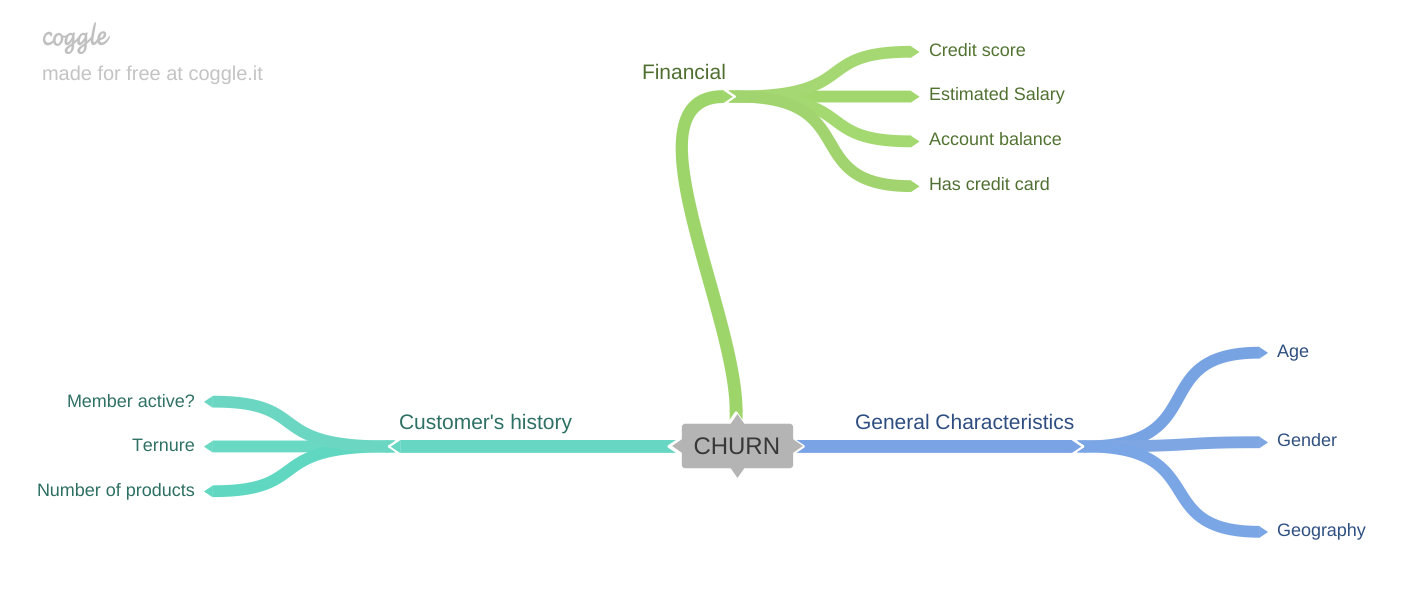 coggle
made for free at coggle.it
Financial
Credit score
Estimated Salary
Account balance
Has credit card
Customer's history
Member active?
Ternure
Number of products
CHURN
General Characteristics
Age
Gender
Geography